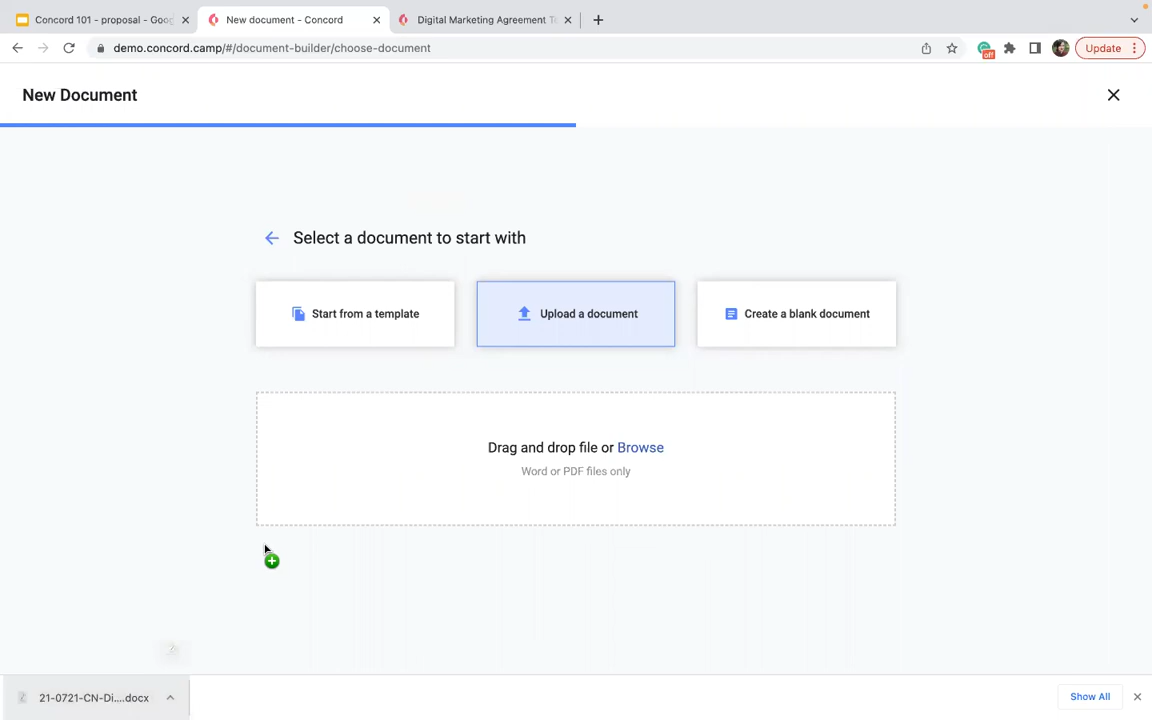 Concord 101 - proposal - Goog
New document - Concord
Digital Marketing Agreement T
demo.concord.camp/#/document-builder/choose-document
off
Update
New Document
Select a document to start with
Start from a template
Upload a document
Create a blank document
Drag and drop file or Browse
Word or PDF files only
21-0721-CN-Di....docx
Show All